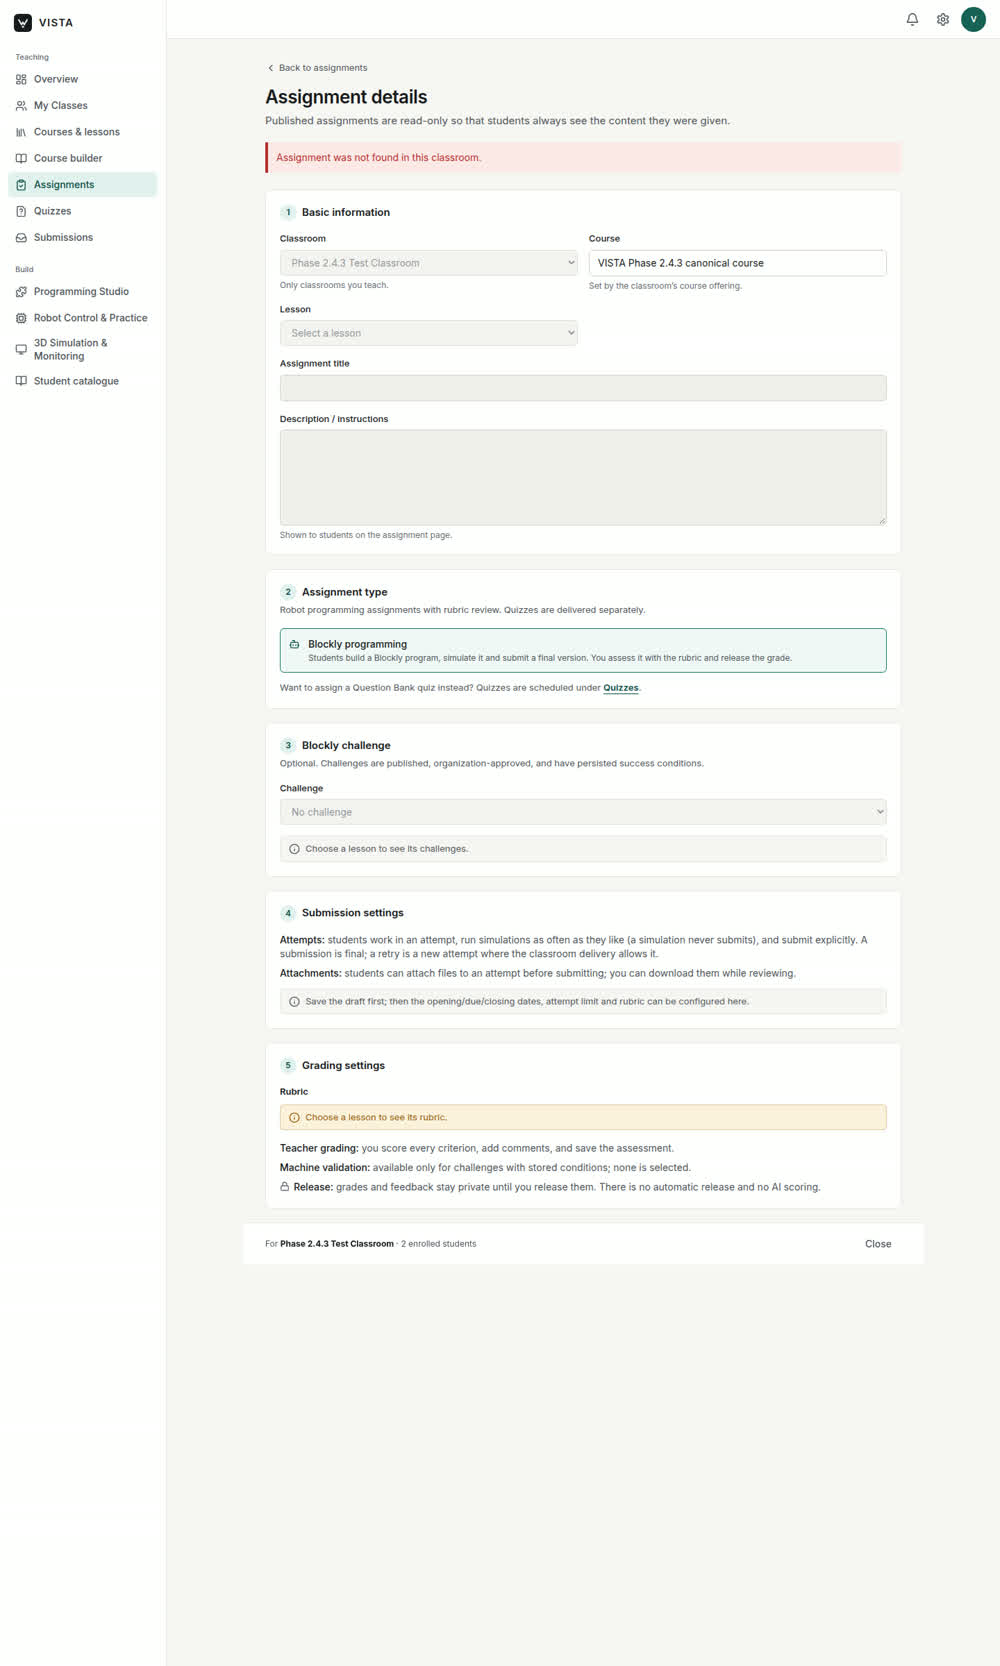 VISTA
V
Teaching
Overview
My Classes
Courses & lessons
Course builder
Assignments
Quizzes
Submissions
Build
Programming Studio
Robot Control & Practice
3D Simulation &
Monitoring
Student catalogue
Back to assignments
Assignment details
Published assignments are read-only so that students always see the content they were given.
Assignment was not found in this classroom.
1 Basic information
Classroom
Phase 2.4.3 Test Classroom
Only classrooms you teach.
Course
VISTA Phase 2.4.3 canonical course
Set by the classroom's course offering.
Lesson
Select a lesson
Assignment title
Description / instructions
Shown to students on the assignment page.
2 Assignment type
Robot programming assignments with rubric review. Quizzes are delivered separately.
Blockly programming
Students build a Blockly program, simulate it and submit a final version. You assess it with the rubric and release the grade.
Want to assign a Question Bank quiz instead? Quizzes are scheduled under Quizzes.
3 Blockly challenge
Optional. Challenges are published, organization-approved, and have persisted success conditions.
Challenge
No challenge
Choose a lesson to see its challenges.
4 Submission settings
Attempts: students work in an attempt, run simulations as often as they like (a simulation never submits), and submit explicitly. A
submission is final; a retry is a new attempt where the classroom delivery allows it.
Attachments: students can attach files to an attempt before submitting; you can download them while reviewing.
Save the draft first; then the opening/due/closing dates, attempt limit and rubric can be configured here.
5 Grading settings
Rubric
Choose a lesson to see its rubric.
Teacher grading: you score every criterion, add comments, and save the assessment.
Machine validation: available only for challenges with stored conditions; none is selected.
Release: grades and feedback stay private until you release them. There is no automatic release and no AI scoring.
For Phase 2.4.3 Test Classroom · 2 enrolled students
Close